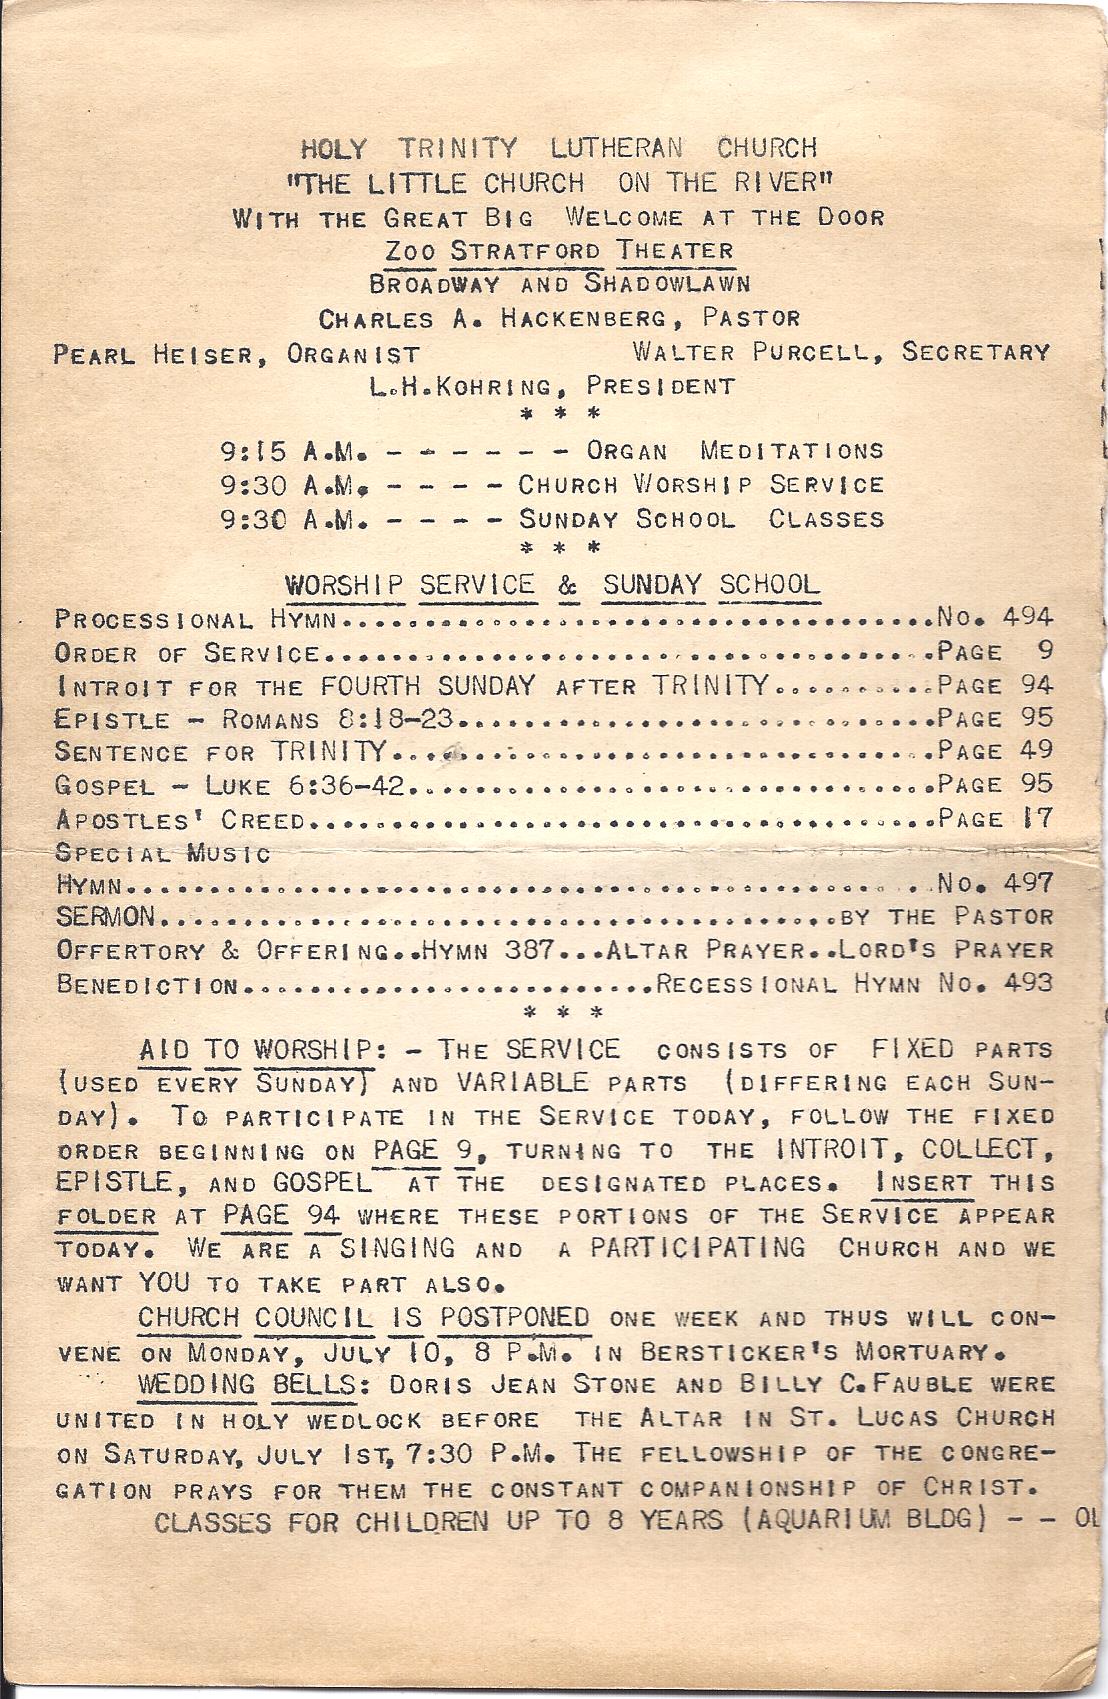 HOLY TRINITY LUTHERAN CHURCH
"THE LITTLE CHURCH ON THE RIVER"
WITH THE GREAT BIG WELCOME AT THE DOOR
ZOO STRATFORD THEATER
BROADWAY AND SHADOWLAWN
CHARLES A. HACKENBERG, PASTOR
PEARL HEISER, ORGANIST WALTER PURCELL, SECRETARY
L.H.KOHRING, PRESIDENT
* * *
9:15 A.M. - - - - - - ORGAN MEDITATIONS
9:30 A.M. - - - - CHURCH WORSHIP SERVICE
9:30 A.M. - - - - SUNDAY SCHOOL CLASSES
* * *
WORSHIP SERVICE & SUNDAY SCHOOL
PROCESSIONAL HYMN....................................No. 494
ORDER OF SERVICE.....................................PAGE 9
INTROIT FOR THE FOURTH SUNDAY AFTER TRINITY..........PAGE 94
EPISTLE - ROMANS 8:18-23.............................PAGE 95
SENTENCE FOR TRINITY.................................PAGE 49
GOSPEL - LUKE 6:36-42................................PAGE 95
APOSTLES' CREED......................................PAGE 17
SPECIAL MUSIC
HYMN.................................................No. 497
SERMON.........................................BY THE PASTOR
OFFERTORY & OFFERING..HYMN 387...ALTAR PRAYER..LORD'S PRAYER
BENEDICTION.........................RECESSIONAL HYMN No. 493
* * *
AID TO WORSHIP: - THE SERVICE CONSISTS OF FIXED PARTS
(USED EVERY SUNDAY) AND VARIABLE PARTS (DIFFERING EACH SUN-
DAY). TO PARTICIPATE IN THE SERVICE TODAY, FOLLOW THE FIXED
ORDER BEGINNING ON PAGE 9, TURNING TO THE INTROIT, COLLECT,
EPISTLE, AND GOSPEL AT THE DESIGNATED PLACES. INSERT THIS
FOLDER AT PAGE 94 WHERE THESE PORTIONS OF THE SERVICE APPEAR
TODAY. WE ARE A SINGING AND A PARTICIPATING CHURCH AND WE
WANT YOU TO TAKE PART ALSO.
CHURCH COUNCIL IS POSTPONED ONE WEEK AND THUS WILL CON-
VENE ON MONDAY, JULY 10, 8 P.M. IN BERSTICKER'S MORTUARY.
WEDDING BELLS: DORIS JEAN STONE AND BILLY C.FAUBLE WERE
UNITED IN HOLY WEDLOCK BEFORE THE ALTAR IN ST. LUCAS CHURCH
ON SATURDAY, JULY 1ST, 7:30 P.M. THE FELLOWSHIP OF THE CONGRE-
GATION PRAYS FOR THEM THE CONSTANT COMPANIONSHIP OF CHRIST.
CLASSES FOR CHILDREN UP TO 8 YEARS (AQUARIUM BLDG) - -